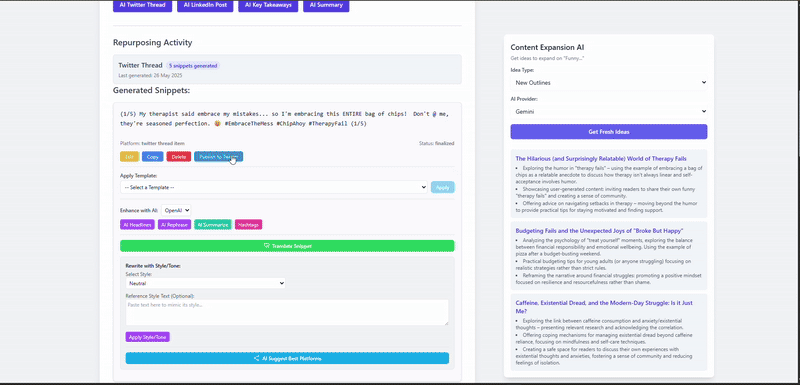 AI Twitter Thread
AI LinkedIn Post
AI Key Takeaways
AI Summary
Repurposing Activity
Twitter Thread 5 snippets generated
Last generated: 26 May 2025
Generated Snippets:
(1/5) My therapist said embrace my mistakes... so I'm embracing this ENTIRE bag of chips! Don't @ me,
they're seasoned perfection. 😂 #EmbraceTheMess #ChipAhoy #TherapyFail (1/5)
Platform: twitter thread item
Status: finalized
Edit
Copy
Delete
Publish to Twitter
Apply Template:
-- Select a Template --
Apply
Enhance with AI: OpenAI
AI Headlines
AI Rephrase
AI Summarize
Hashtags
Translate Snippet
Rewrite with Style/Tone:
Select Style:
Neutral
Reference Style Text (Optional):
Paste text here to mimic its style...
Apply Style/Tone
AI Suggest Best Platforms
Content Expansion AI
Get ideas to expand on "Funny..."
Idea Type:
New Outlines
AI Provider:
Gemini
Get Fresh Ideas
The Hilarious (and Surprisingly Relatable) World of Therapy Fails
• Exploring the humor in "therapy fails" – using the example of embracing a bag of
chips as a relatable anecdote to discuss how therapy isn't always linear and self-
acceptance involves humor.
• Showcasing user-generated content: inviting readers to share their own funny
"therapy fails" and creating a sense of community.
• Offering advice on navigating setbacks in therapy – moving beyond the humor
to provide practical tips for staying motivated and finding support.
Budgeting Fails and the Unexpected Joys of "Broke But Happy"
• Analyzing the psychology of "treat yourself" moments, exploring the balance
between financial responsibility and emotional wellbeing. Using the example of
pizza after a budget-busting weekend.
• Practical budgeting tips for young adults (or anyone struggling) focusing on
realistic strategies rather than strict rules.
• Reframing the narrative around financial struggles: promoting a positive mindset
focused on resilience and resourcefulness rather than shame.
Caffeine, Existential Dread, and the Modern-Day Struggle: Is it Just
Me?
• Exploring the link between caffeine consumption and anxiety/existential
thoughts – presenting relevant research and acknowledging the correlation.
• Offering coping mechanisms for managing existential dread beyond caffeine
reliance, focusing on mindfulness and self-care techniques.
• Creating a safe space for readers to discuss their own experiences with
existential thoughts and anxieties, fostering a sense of community and reducing
feelings of isolation.